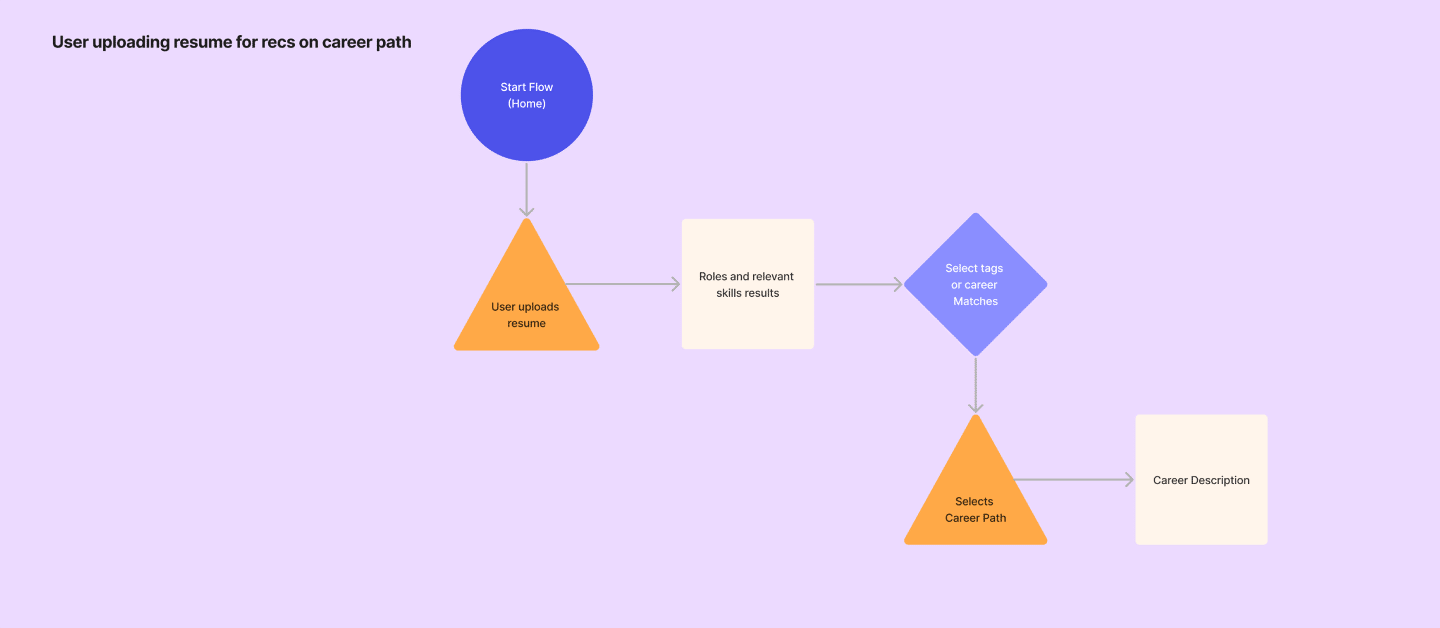 User uploading resume for recs on career path
Start Flow
(Home)
User uploads
resume
Roles and relevant
skills results
Select tags
or career
Matches
Selects
Career Path
Career Description